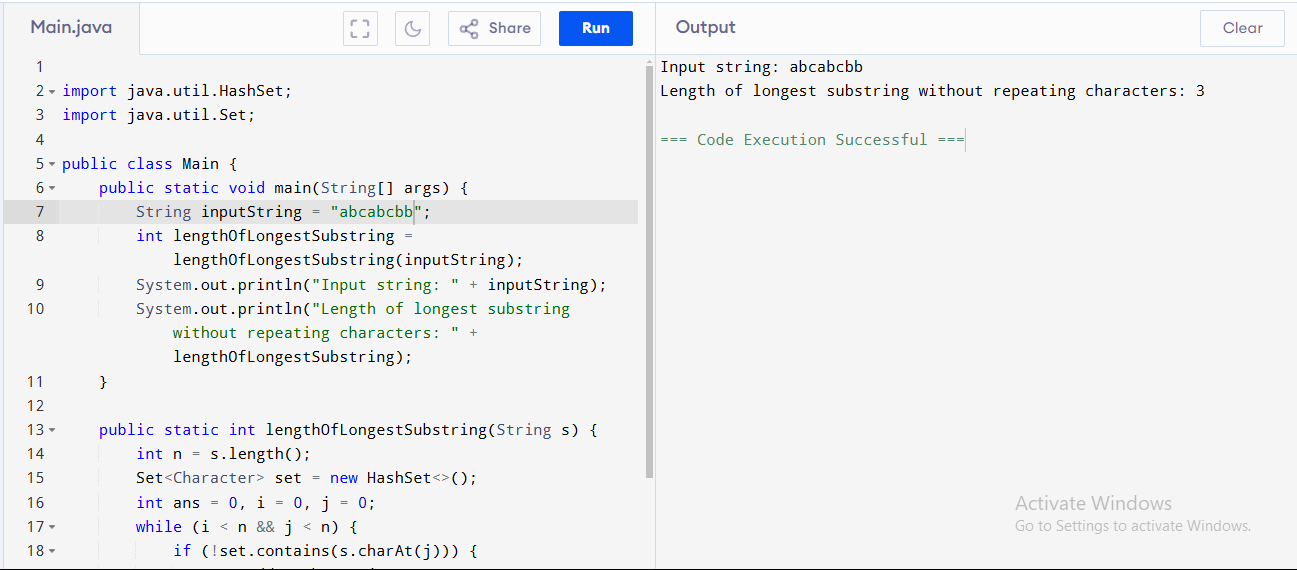 Main.java
Share
Run
Output
Clear
1
2 import java.util.HashSet;
3 import java.util.Set;
4
5 public class Main {
6 public static void main(String[] args) {
7 String inputString = "abcabcbb";
8 int lengthOfLongestSubstring =
lengthOfLongestSubstring(inputString);
9 System.out.println("Input string: " + inputString);
10 System.out.println("Length of longest substring
without repeating characters: " +
lengthOfLongestSubstring);
11 }
12
13 public static int lengthOfLongestSubstring(String s) {
14 int n = s.length();
15 Set<Character> set = new HashSet<>();
16 int ans = 0, i = 0, j = 0;
17 while (i < n && j < n) {
18 if (!set.contains(s.charAt(j))) {
Input string: abcabcbb
Length of longest substring without repeating characters: 3
=== Code Execution Successful ===
Activate Windows
Go to Settings to activate Windows.